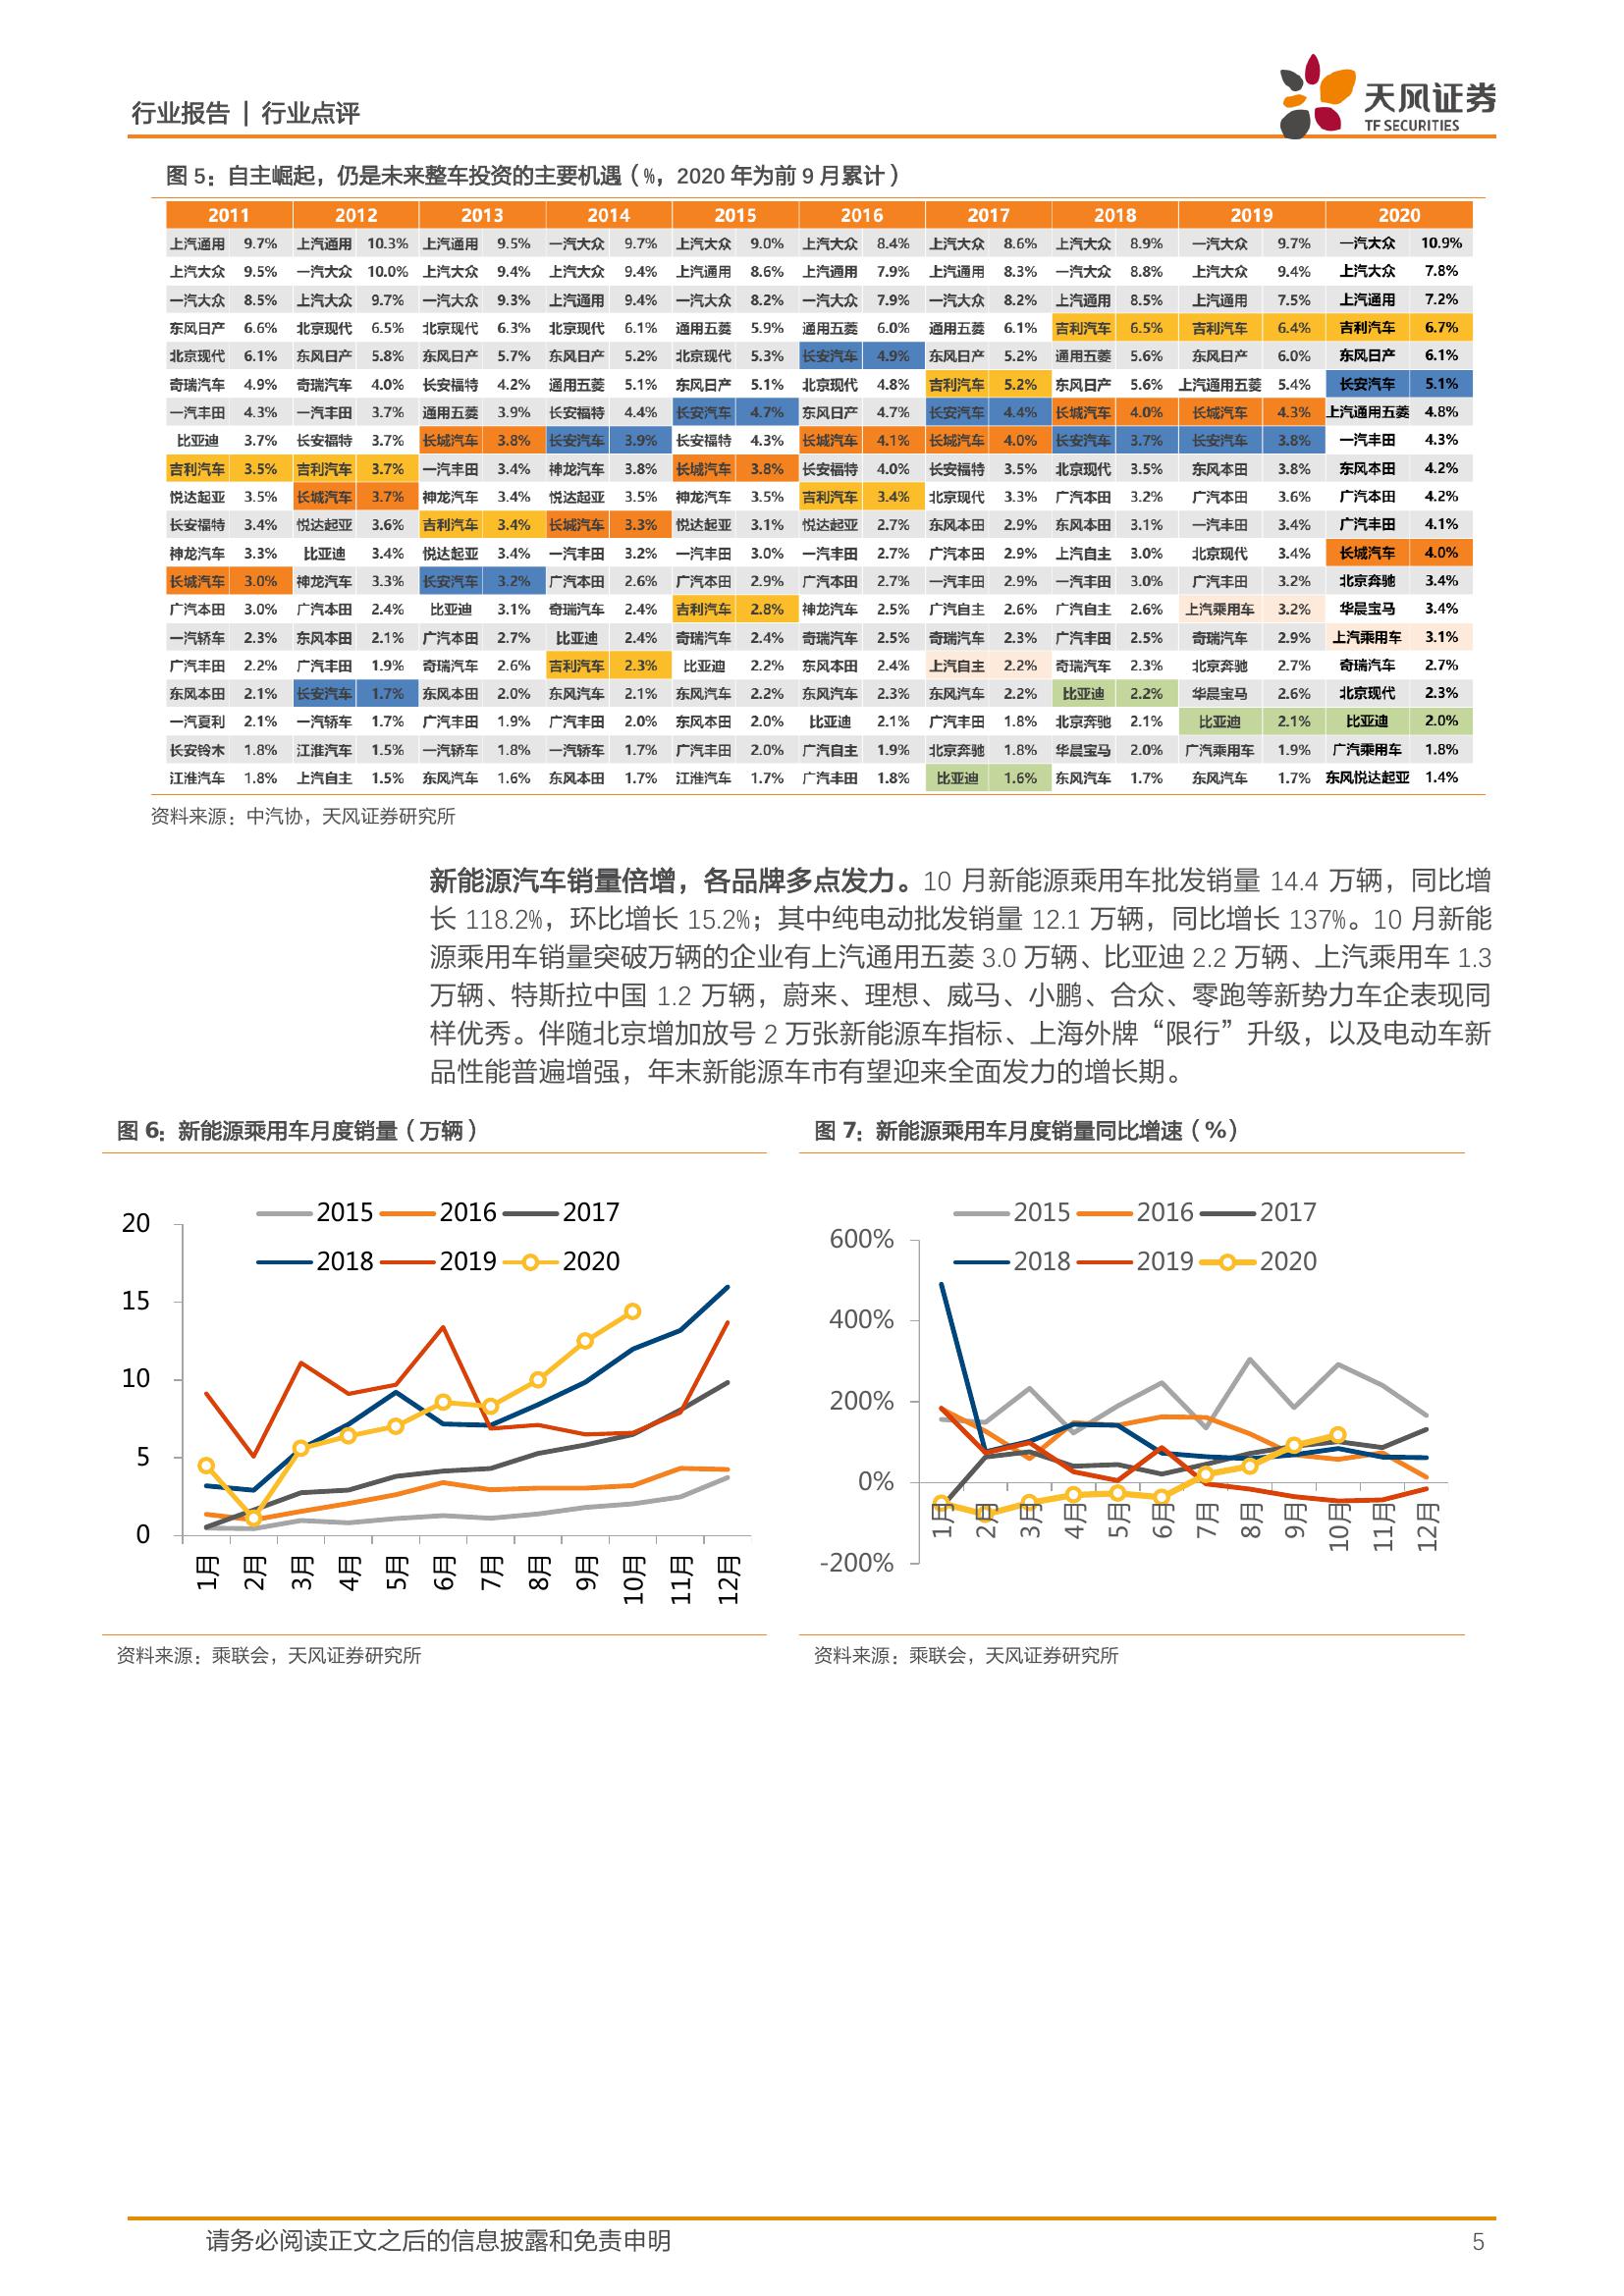 行业报告 | 行业点评
天风证券
TF SECURITIES
图 5：自主崛起，仍是未来整车投资的主要机遇（%，2020 年为前 9 月累计）
2011 2012 2013 2014 2015 2016 2017 2018 2019 2020
上汽通用 9.7% 上汽通用 10.3% 上汽通用 9.5% 一汽大众 9.7% 上汽大众 9.0% 上汽大众 8.4% 上汽大众 8.6% 上汽大众 8.9% 一汽大众 9.7% 一汽大众 10.9%
上汽大众 9.5% 一汽大众 10.0% 上汽大众 9.4% 上汽大众 9.4% 上汽通用 8.6% 上汽通用 7.9% 上汽通用 8.3% 一汽大众 8.8% 上汽大众 9.4% 上汽大众 7.8%
一汽大众 8.5% 上汽大众 9.7% 一汽大众 9.3% 上汽通用 9.4% 一汽大众 8.2% 一汽大众 7.9% 一汽大众 8.2% 上汽通用 8.5% 上汽通用 7.5% 上汽通用 7.2%
东风日产 6.6% 北京现代 6.5% 北京现代 6.3% 北京现代 6.1% 通用五菱 5.9% 通用五菱 6.0% 通用五菱 6.1% 吉利汽车 6.5% 吉利汽车 6.4% 吉利汽车 6.7%
北京现代 6.1% 东风日产 5.8% 东风日产 5.7% 东风日产 5.2% 北京现代 5.3% 长安汽车 4.9% 东风日产 5.2% 通用五菱 5.6% 东风日产 6.0% 东风日产 6.1%
奇瑞汽车 4.9% 奇瑞汽车 4.0% 长安福特 4.2% 通用五菱 5.1% 东风日产 5.1% 北京现代 4.8% 吉利汽车 5.2% 东风日产 5.6% 上汽通用五菱 5.4% 长安汽车 5.1%
一汽丰田 4.3% 一汽丰田 3.7% 通用五菱 3.9% 长安福特 4.4% 长安汽车 4.7% 东风日产 4.7% 长安汽车 4.4% 长城汽车 4.0% 长城汽车 4.3% 上汽通用五菱 4.8%
比亚迪 3.7% 长安福特 3.7% 长城汽车 3.8% 长安汽车 3.9% 长安福特 4.3% 长城汽车 4.1% 长城汽车 4.0% 长安汽车 3.7% 长安汽车 3.8% 一汽丰田 4.3%
吉利汽车 3.5% 吉利汽车 3.7% 一汽丰田 3.4% 神龙汽车 3.8% 长城汽车 3.8% 长安福特 4.0% 长安福特 3.5% 北京现代 3.5% 东风本田 3.8% 东风本田 4.2%
悦达起亚 3.5% 长城汽车 3.7% 神龙汽车 3.4% 悦达起亚 3.5% 神龙汽车 3.5% 吉利汽车 3.4% 北京现代 3.3% 广汽本田 3.2% 广汽本田 3.6% 广汽本田 4.2%
长安福特 3.4% 悦达起亚 3.6% 吉利汽车 3.4% 长城汽车 3.3% 悦达起亚 3.1% 悦达起亚 2.7% 东风本田 2.9% 东风本田 3.1% 一汽丰田 3.4% 广汽丰田 4.1%
神龙汽车 3.3% 比亚迪 3.4% 悦达起亚 3.4% 一汽丰田 3.2% 一汽丰田 3.0% 一汽丰田 2.7% 广汽本田 2.9% 上汽自主 3.0% 北京现代 3.4% 长城汽车 4.0%
长城汽车 3.0% 神龙汽车 3.3% 长安汽车 3.2% 广汽本田 2.6% 广汽本田 2.9% 广汽本田 2.7% 一汽丰田 2.9% 一汽丰田 3.0% 广汽丰田 3.2% 北京奔驰 3.4%
广汽本田 3.0% 广汽本田 2.4% 比亚迪 3.1% 奇瑞汽车 2.4% 吉利汽车 2.8% 神龙汽车 2.5% 广汽自主 2.6% 广汽自主 2.6% 上汽乘用车 3.2% 华晨宝马 3.4%
一汽轿车 2.3% 东风本田 2.1% 广汽本田 2.7% 比亚迪 2.4% 奇瑞汽车 2.4% 奇瑞汽车 2.5% 奇瑞汽车 2.3% 广汽丰田 2.5% 奇瑞汽车 2.9% 上汽乘用车 3.1%
广汽丰田 2.2% 广汽丰田 1.9% 奇瑞汽车 2.6% 吉利汽车 2.3% 比亚迪 2.2% 东风本田 2.4% 上汽自主 2.2% 奇瑞汽车 2.3% 北京奔驰 2.7% 奇瑞汽车 2.7%
东风本田 2.1% 长安汽车 1.7% 东风本田 2.0% 东风汽车 2.1% 东风汽车 2.2% 东风汽车 2.3% 东风汽车 2.2% 比亚迪 2.2% 华晨宝马 2.6% 北京现代 2.3%
一汽夏利 2.1% 一汽轿车 1.7% 广汽丰田 1.9% 广汽丰田 2.0% 东风本田 2.0% 比亚迪 2.1% 广汽丰田 1.8% 北京奔驰 2.1% 比亚迪 2.1% 比亚迪 2.0%
长安铃木 1.8% 江淮汽车 1.5% 一汽轿车 1.8% 一汽轿车 1.7% 广汽丰田 2.0% 广汽自主 1.9% 北京奔驰 1.8% 华晨宝马 2.0% 广汽乘用车 1.9% 广汽乘用车 1.8%
江淮汽车 1.8% 上汽自主 1.5% 东风汽车 1.6% 东风本田 1.7% 江淮汽车 1.7% 广汽丰田 1.8% 比亚迪 1.6% 东风汽车 1.7% 东风汽车 1.7% 东风悦达起亚 1.4%
资料来源：中汽协，天风证券研究所
新能源汽车销量倍增，各品牌多点发力。10 月新能源乘用车批发销量 14.4 万辆，同比增
长 118.2%，环比增长 15.2%；其中纯电动批发销量 12.1 万辆，同比增长 137%。10 月新能
源乘用车销量突破万辆的企业有上汽通用五菱 3.0 万辆、比亚迪 2.2 万辆、上汽乘用车 1.3
万辆、特斯拉中国 1.2 万辆，蔚来、理想、威马、小鹏、合众、零跑等新势力车企表现同
样优秀。伴随北京增加放号 2 万张新能源车指标、上海外牌“限行”升级，以及电动车新
品性能普遍增强，年末新能源车市有望迎来全面发力的增长期。
图 6：新能源乘用车月度销量（万辆）
2015 2016 2017
2018 2019 2020
20
15
10
5
0
1月 2月 3月 4月 5月 6月 7月 8月 9月 10月 11月 12月
资料来源：乘联会，天风证券研究所
图 7：新能源乘用车月度销量同比增速（%）
2015 2016 2017
2018 2019 2020
600%
400%
200%
0%
-200%
1月 2月 3月 4月 5月 6月 7月 8月 9月 10月 11月 12月
资料来源：乘联会，天风证券研究所
请务必阅读正文之后的信息披露和免责申明 5